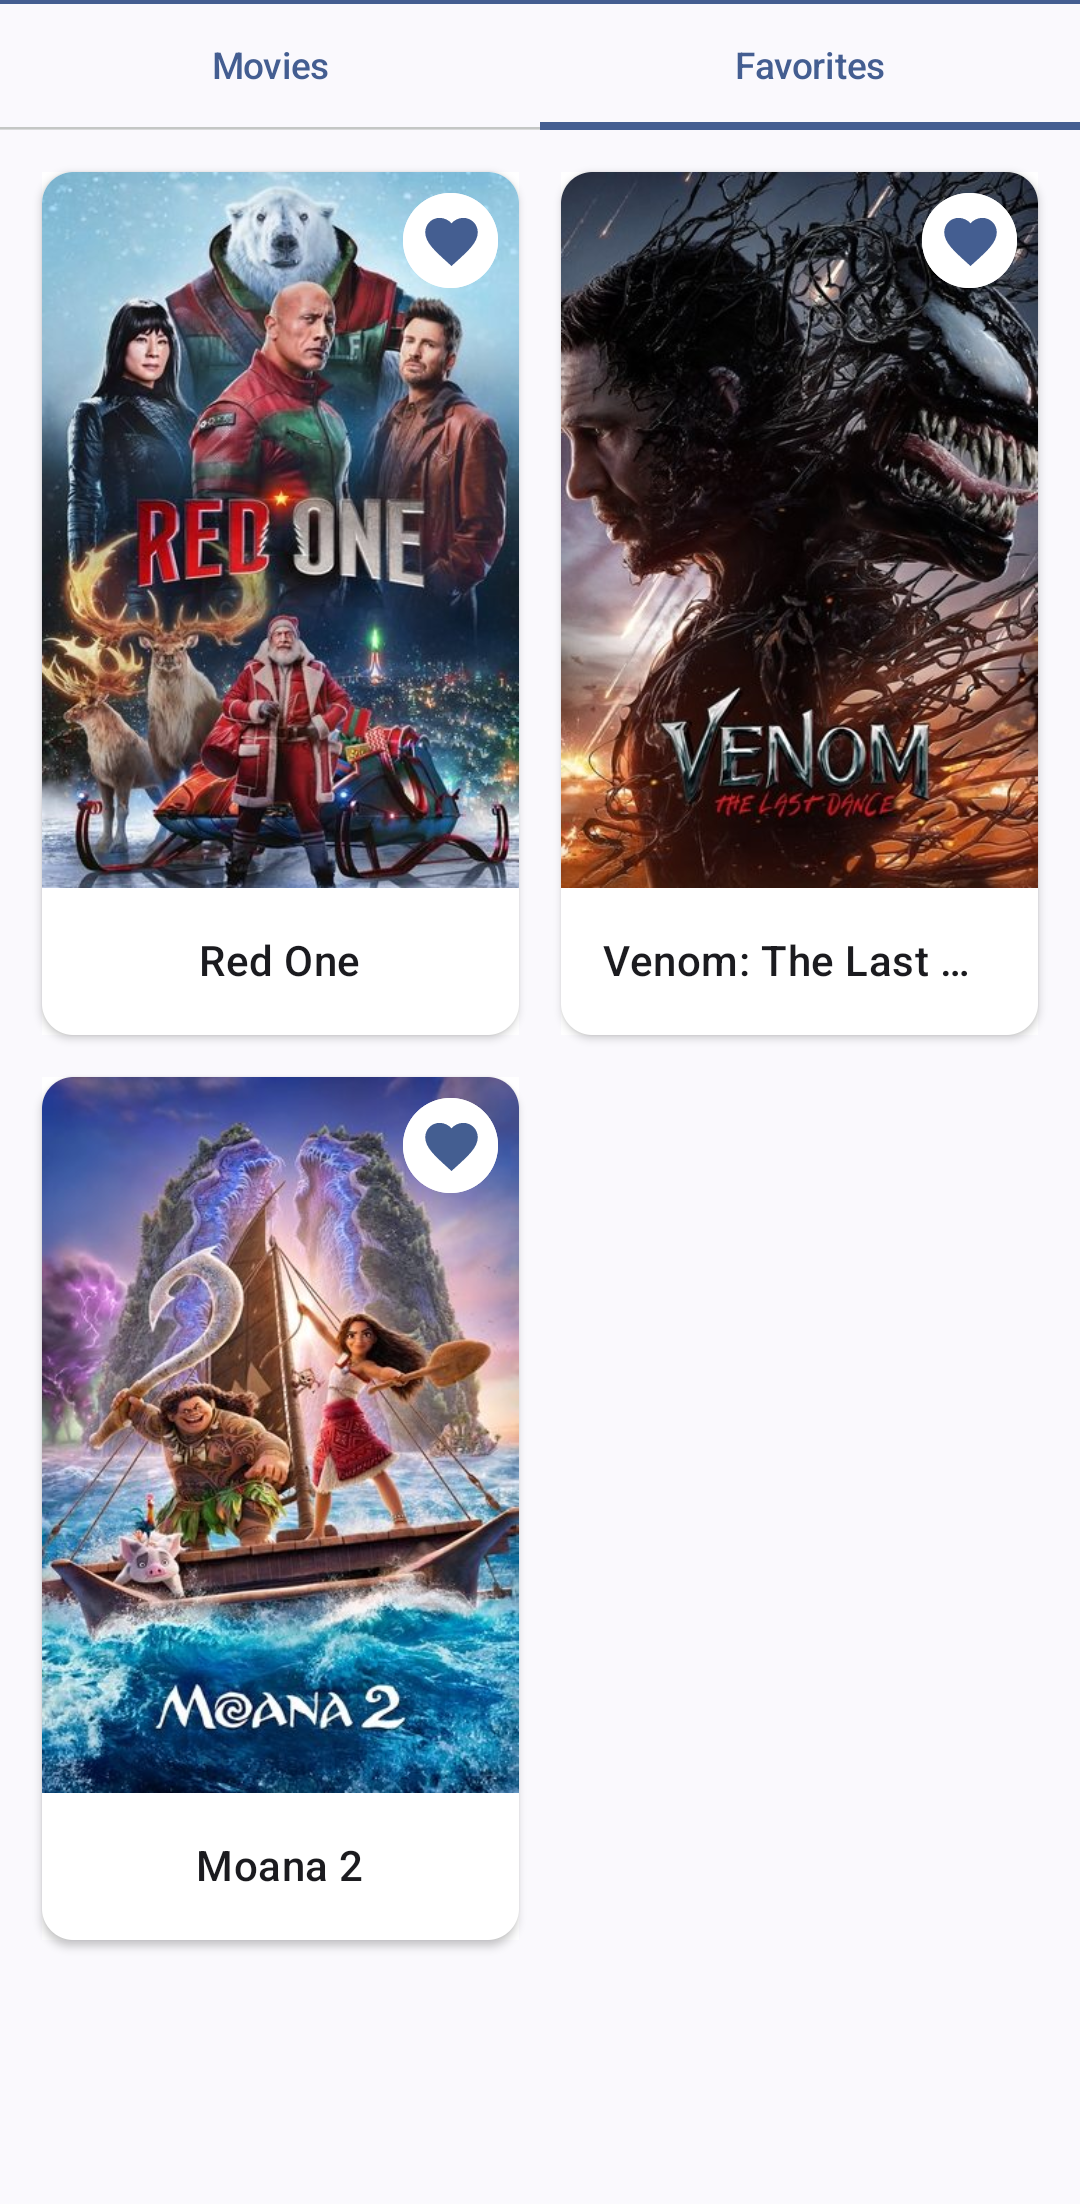 Movies
Favorites
RED ONE
VENOM
THE LAST DANCE
Red One
Venom: The Last ...
MOANA 2
Moana 2